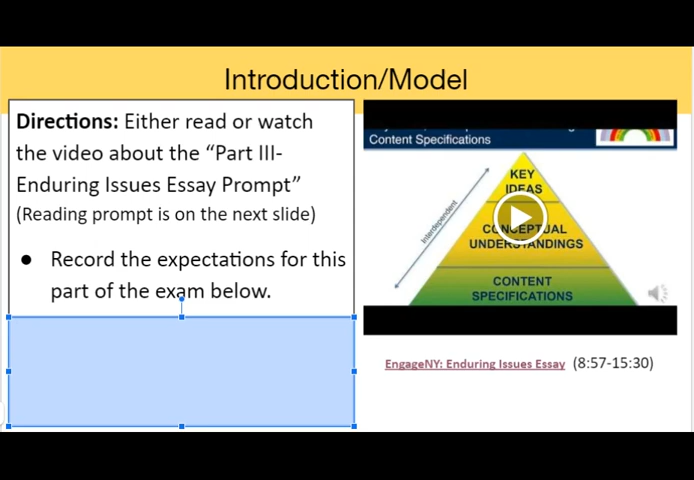 Introduction/Model
Directions: Either read or watch
the video about the “Part III-
Enduring Issues Essay Prompt”
(Reading prompt is on the next slide)
● Record the expectations for this
part of the exam below.
Content Specifications
KEY
IDEAS
Interdependent
CONCEPTUAL
UNDERSTANDINGS
CONTENT
SPECIFICATIONS
EngageNY: Enduring Issues Essay (8:57-15:30)